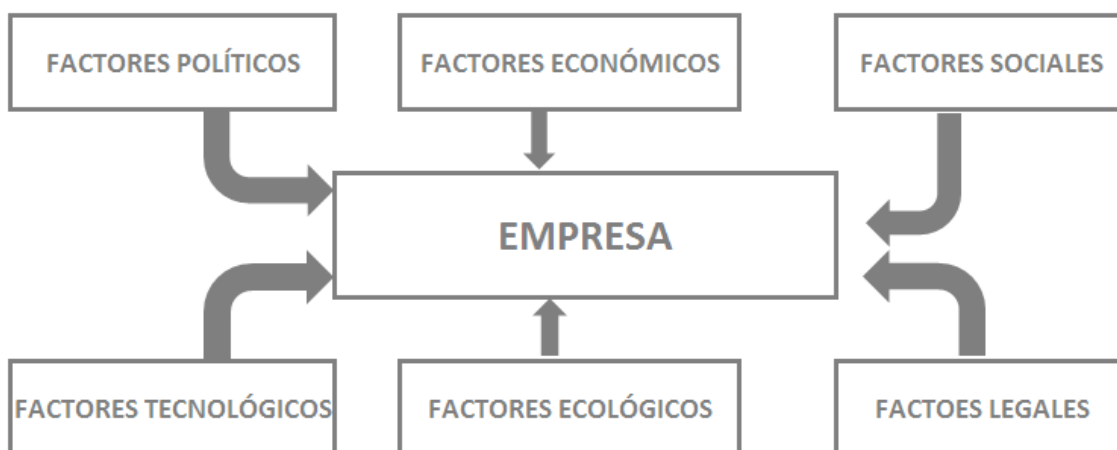 FACTORES POLÍTICOS
FACTORES ECONÓMICOS
FACTORES SOCIALES
EMPRESA
FACTORES TECNOLÓGICOS
FACTORES ECOLÓGICOS
FACTOES LEGALES